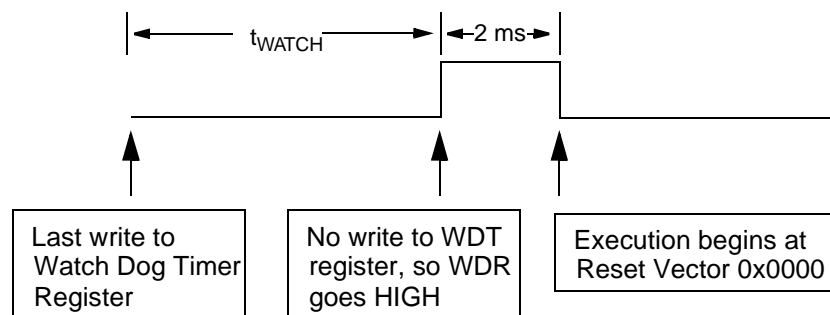 t_WATCH
2 ms
Last write to
Watch Dog Timer
Register
No write to WDT
register, so WDR
goes HIGH
Execution begins at
Reset Vector 0x0000